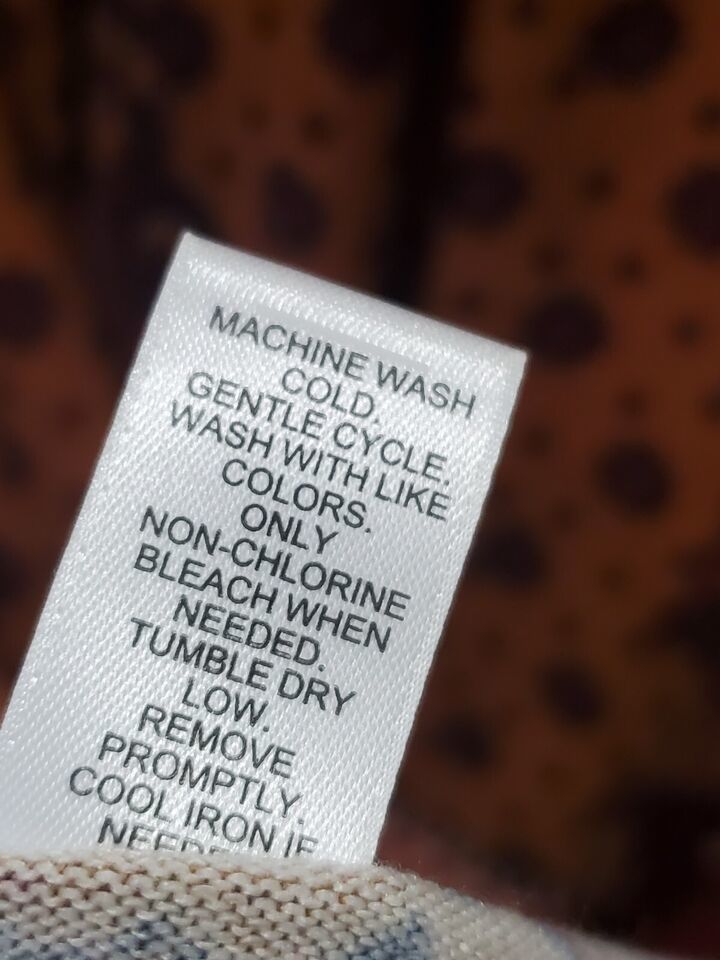 MACHINE WASH
COLD.
GENTLE CYCLE.
WASH WITH LIKE
COLORS.
ONLY
NON-CHLORINE
BLEACH WHEN
NEEDED.
TUMBLE DRY
LOW.
REMOVE
PROMPTLY.
COOL IRON IF